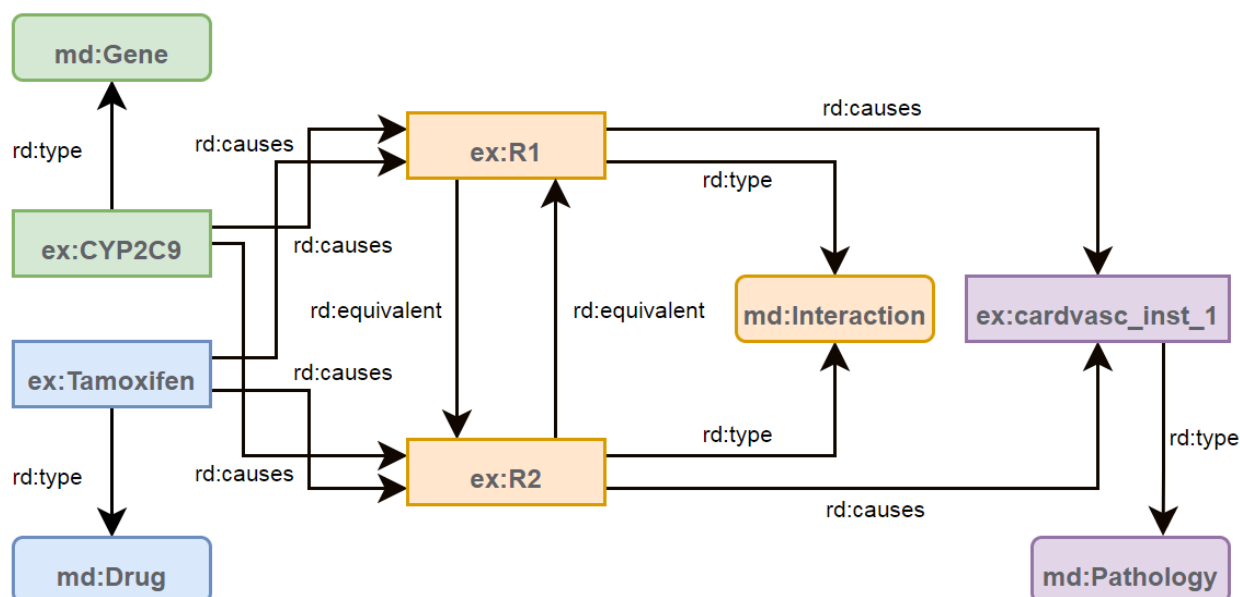 md:Gene
rd:causes
rd:causes
ex:R1
rd:type
rd:type
ex:CYP2C9
rd:causes
rd:equivalent
rd:equivalent
md:Interaction
ex:cardvasc_inst_1
ex:Tamoxifen
rd:causes
rd:type
rd:type
rd:type
rd:causes
ex:R2
rd:causes
md:Drug
md:Pathology